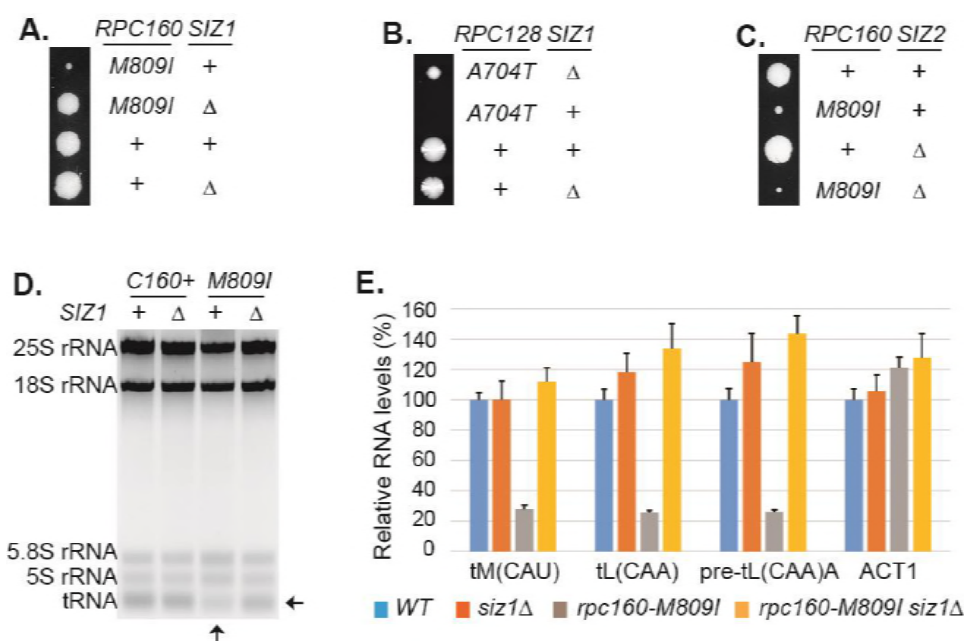 A.
RPC160 SIZ1
M809I +
M809I Δ
+ +
+ Δ
B.
RPC128 SIZ1
A704T Δ
A704T +
+ +
+ Δ
C.
RPC160 SIZ2
+ +
M809I +
+ Δ
M809I Δ
D.
C160+ M809I
SIZ1 + Δ + Δ
25S rRNA
18S rRNA
5.8S rRNA
5S rRNA
tRNA
E.
Relative RNA levels (%)
160
140
120
100
80
60
40
20
0
tM(CAU) tL(CAA) pre-tL(CAA)A ACT1
WT siz1Δ rpc160-M809I rpc160-M809I siz1Δ